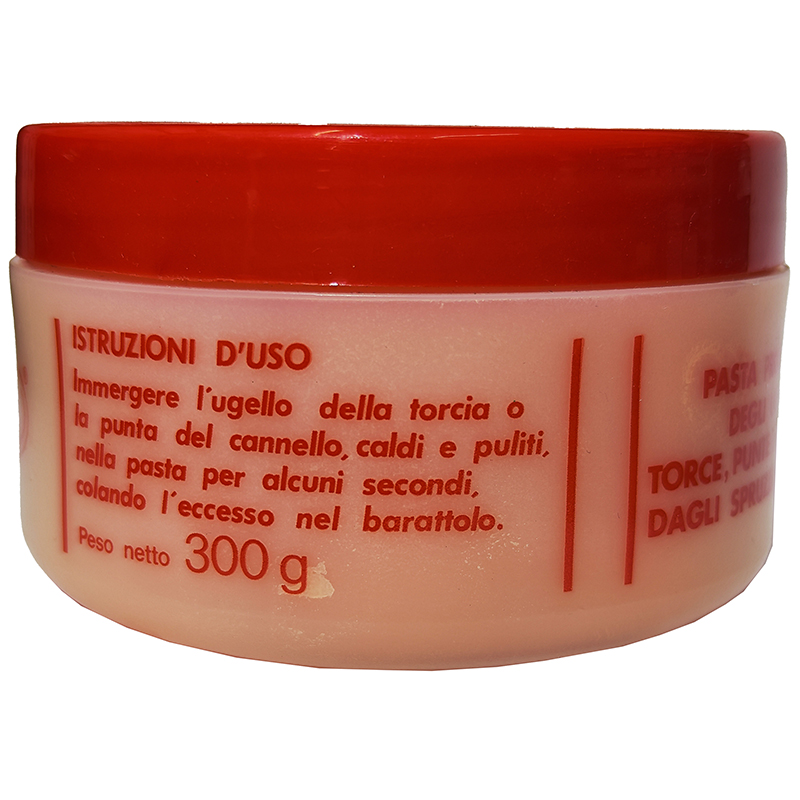 ISTRUZIONI D'USO
Immergere l'ugello della torcia o
la punta del cannello, caldi e puliti,
nella pasta per alcuni secondi,
colando l'eccesso nel barattolo.
Peso netto 300 g
PASTA
DEGLI
TORCE,
DAGLI